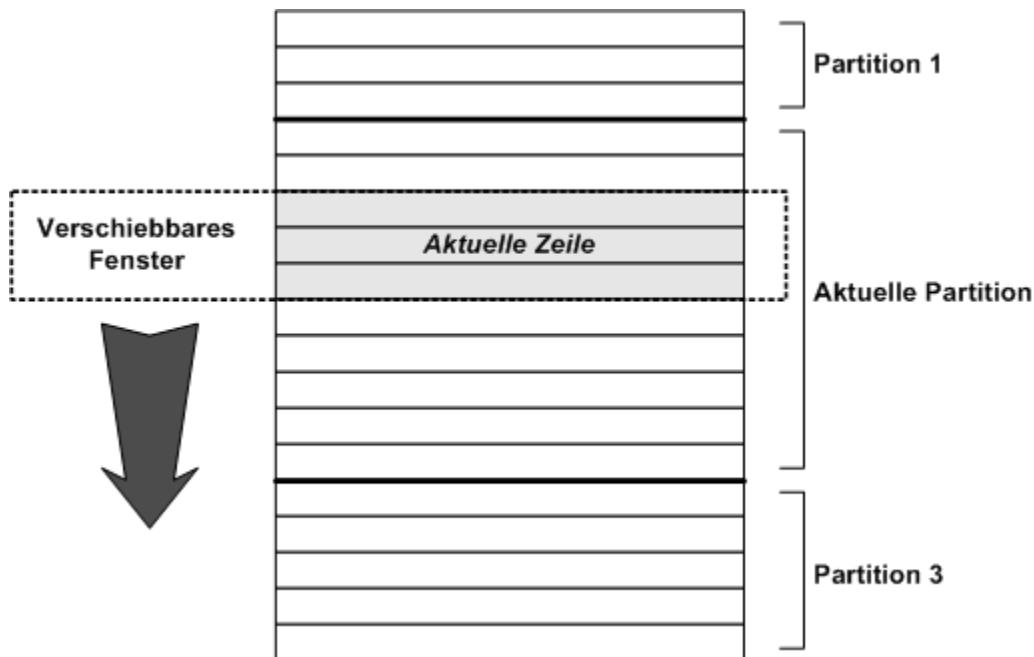 Partition 1
Verschiebbares
Fenster
Aktuelle Zeile
Aktuelle Partition
Partition 3